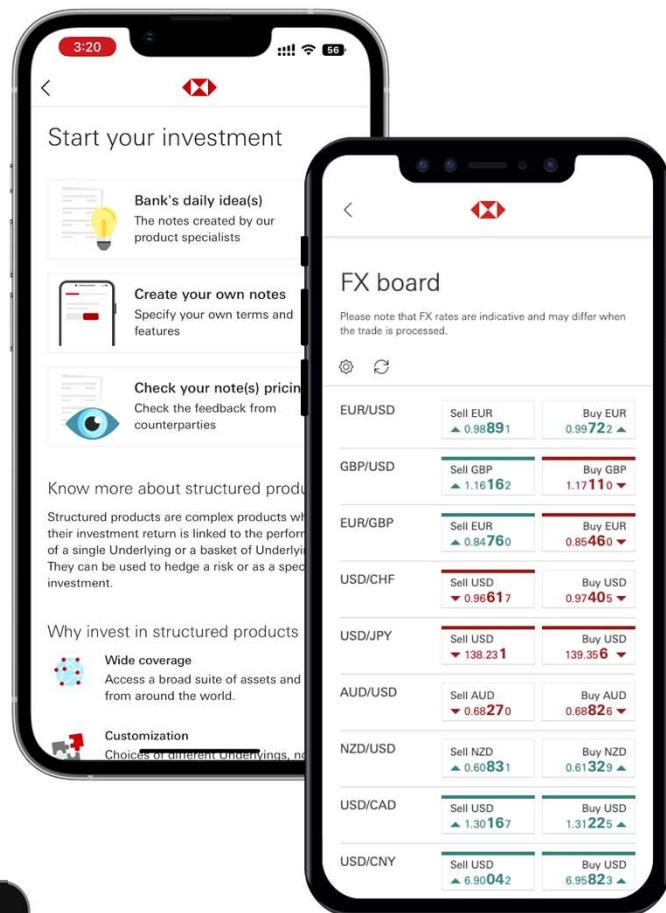 3:20
56
Start your investment
Bank's daily idea(s)
The notes created by our
product specialists
Create your own notes
Specify your own terms and
features
Check your note(s)
Check the feedback from
counterparties
Know more about structured
Structured products are complex products
their investment return is linked to the
of a single Underlying or a basket of
They can be used to hedge a risk or as a
investment.
Why invest in structured products
Wide coverage
Access a broad suite of assets and
from around the world.
Customization
Choices of different Underlyings,
FX board
Please note that FX rates are indicative and may differ when
the trade is processed.
EUR/USD
Sell EUR Buy EUR
▲ 0.98891 0.99722 ▲
GBP/USD
Sell GBP Buy GBP
▲ 1.16162 1.17110 ▼
EUR/GBP
Sell EUR Buy EUR
▲ 0.84760 0.85460 ▼
USD/CHF
Sell USD Buy USD
▼ 0.96617 0.97405 ▼
USD/JPY
Sell USD Buy USD
▼ 138.231 139.356 ▼
AUD/USD
Sell AUD Buy AUD
▼ 0.68270 0.68826 ▼
NZD/USD
Sell NZD Buy NZD
▲ 0.60831 0.61329 ▲
USD/CAD
Sell USD Buy USD
▲ 1.30167 1.31225 ▲
USD/CNY
Sell USD Buy USD
▲ 6.90042 6.95823 ▲